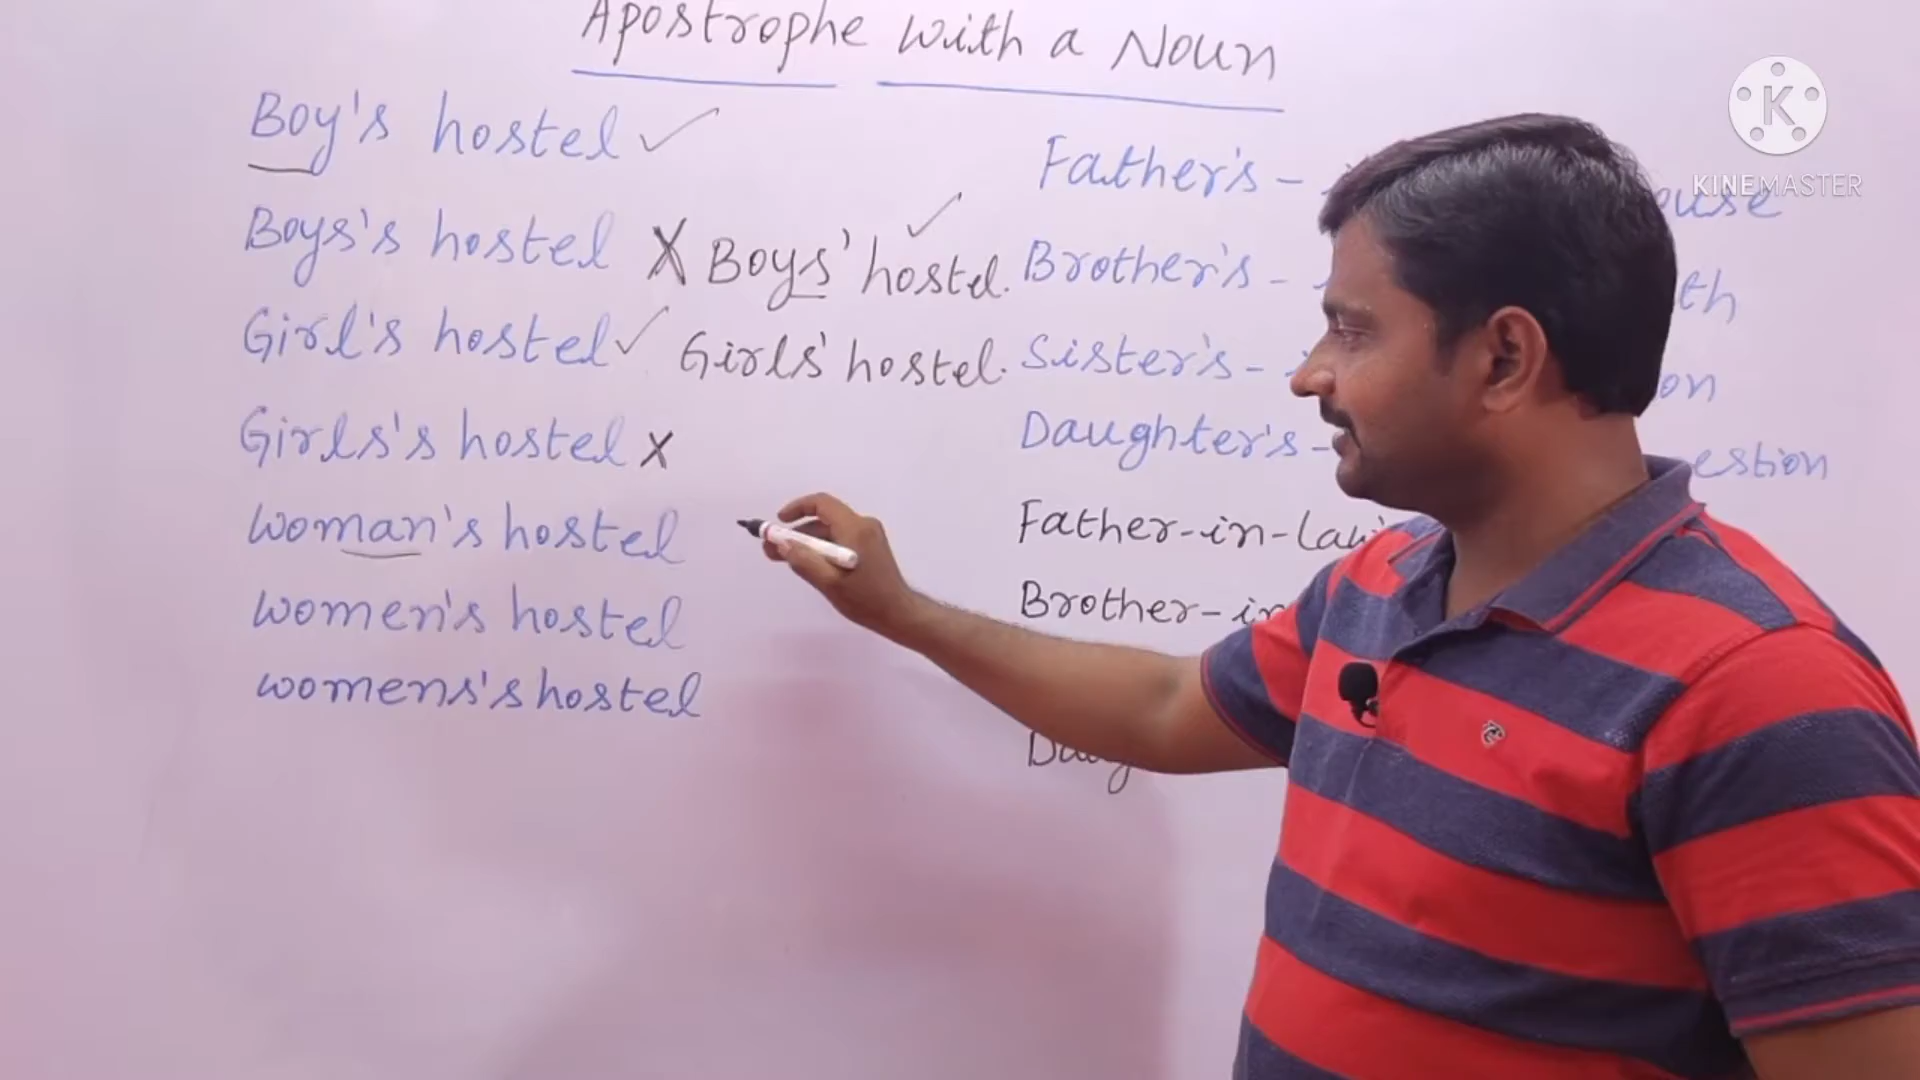 Apostrophe with a Noun
Boy's hostel ✓
Boys's hostel X Boys' hostel. ✓
Girl's hostel ✓ Girls' hostel.
Girls's hostel x
woman's hostel
women's hostel
womens's hostel
Father's -
Brother's -
Sister's -
Daughter's -
Father-in-law's
Brother-in
KINEMASTER